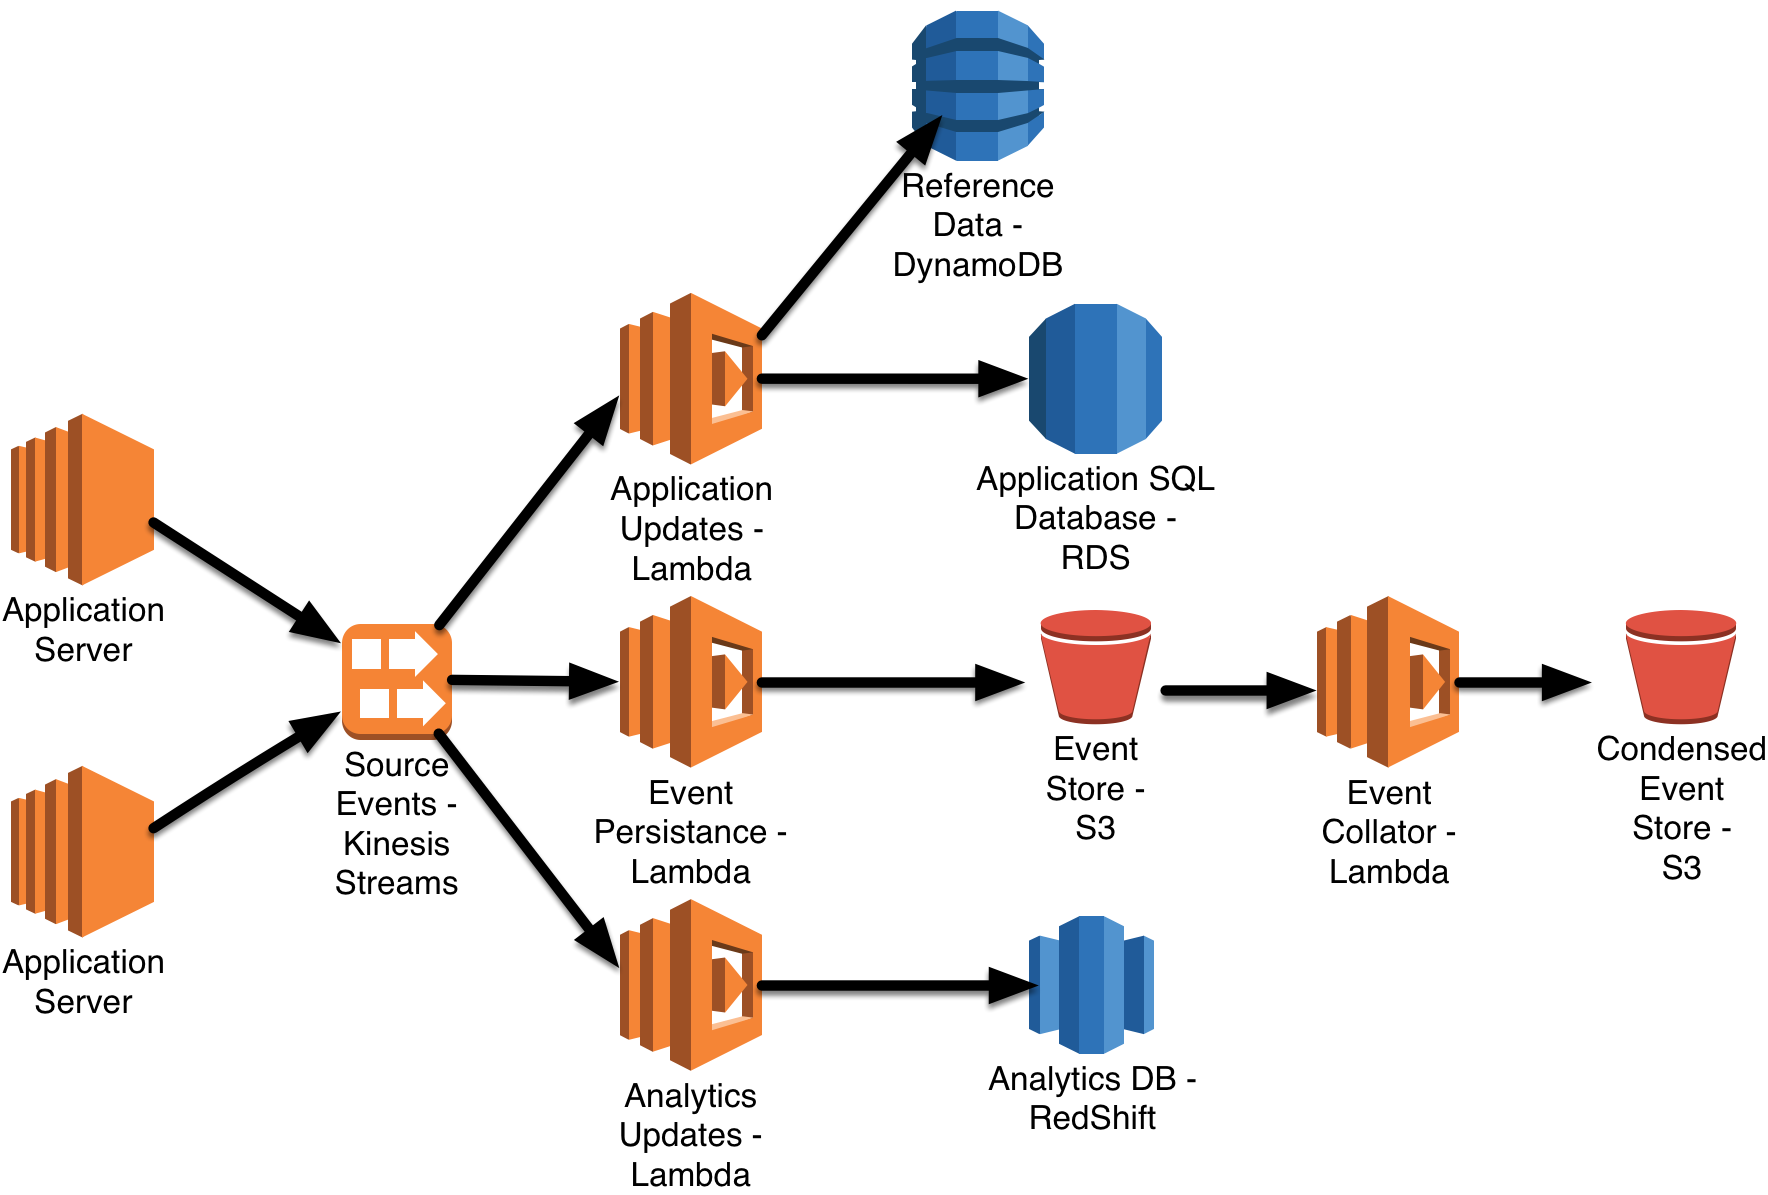 Reference
Data -
DynamoDB
Application
Updates -
Lambda
Application SQL
Database -
RDS
Application
Server
Source
Events -
Kinesis
Streams
Event
Persistance -
Lambda
Event
Store -
S3
Event
Collator -
Lambda
Condensed
Event
Store -
S3
Application
Server
Analytics
Updates -
Lambda
Analytics DB -
RedShift